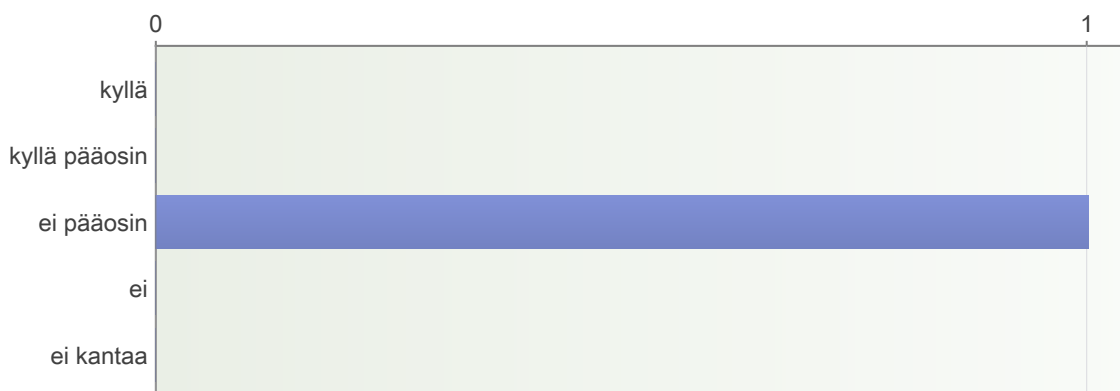 0 1
kyllä
kyllä pääosin
ei pääosin
ei
ei kantaa